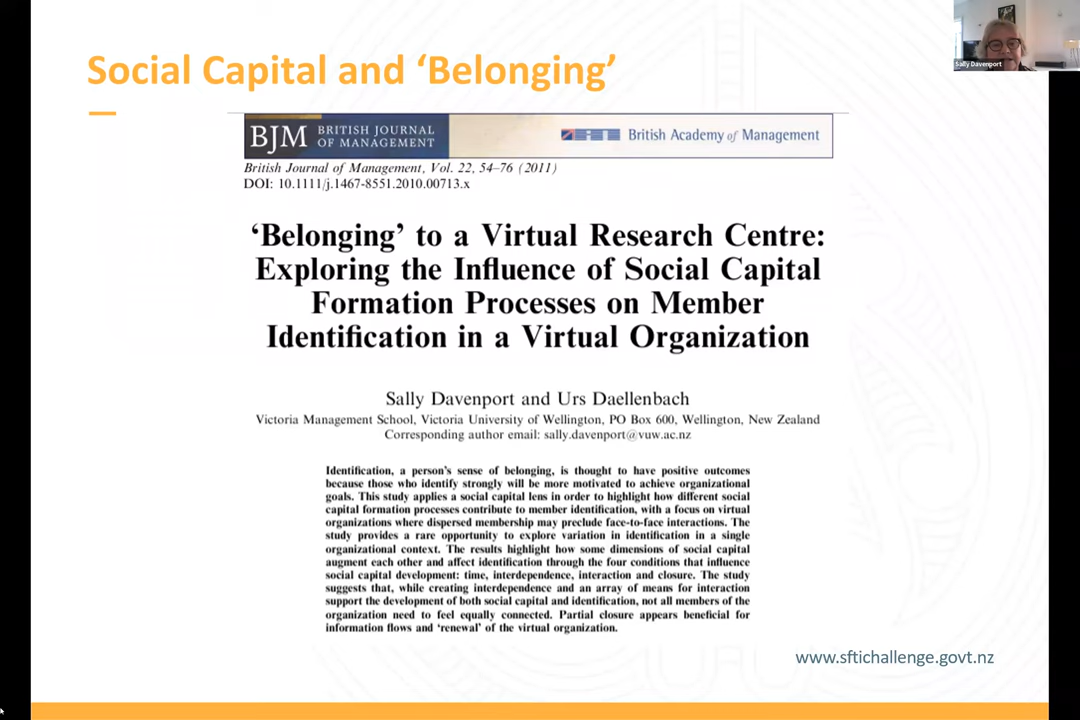 Social Capital and ‘Belonging’
Sally Davenport
BJM BRITISH JOURNAL
OF MANAGEMENT
British Academy of Management
British Journal of Management, Vol. 22, 54–76 (2011)
DOI: 10.1111/j.1467-8551.2010.00713.x
‘Belonging’ to a Virtual Research Centre:
Exploring the Influence of Social Capital
Formation Processes on Member
Identification in a Virtual Organization
Sally Davenport and Urs Daellenbach
Victoria Management School, Victoria University of Wellington, PO Box 600, Wellington, New Zealand
Corresponding author email: sally.davenport@vuw.ac.nz
Identification, a person’s sense of belonging, is thought to have positive outcomes
because those who identify strongly will be more motivated to achieve organizational
goals. This study applies a social capital lens in order to highlight how different social
capital formation processes contribute to member identification, with a focus on virtual
organizations where dispersed membership may preclude face-to-face interactions. The
study provides a rare opportunity to explore variation in identification in a single
organizational context. The results highlight how some dimensions of social capital
augment each other and affect identification through the four conditions that influence
social capital development: time, interdependence, interaction and closure. The study
suggests that, while creating interdependence and an array of means for interaction
support the development of both social capital and identification, not all members of the
organization need to feel equally connected. Partial closure appears beneficial for
information flows and ‘renewal’ of the virtual organization.
www.sftichallenge.govt.nz